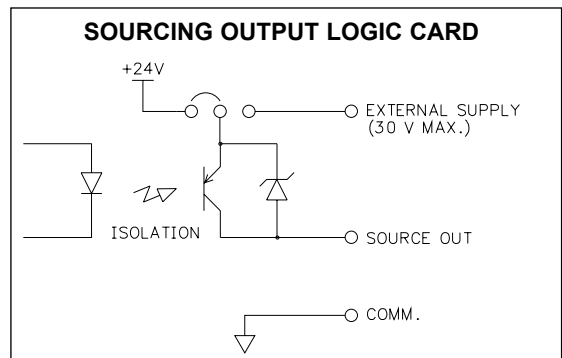 SOURCING OUTPUT LOGIC CARD
+24V
EXTERNAL SUPPLY
(30 V MAX.)
ISOLATION
SOURCE OUT
COMM.